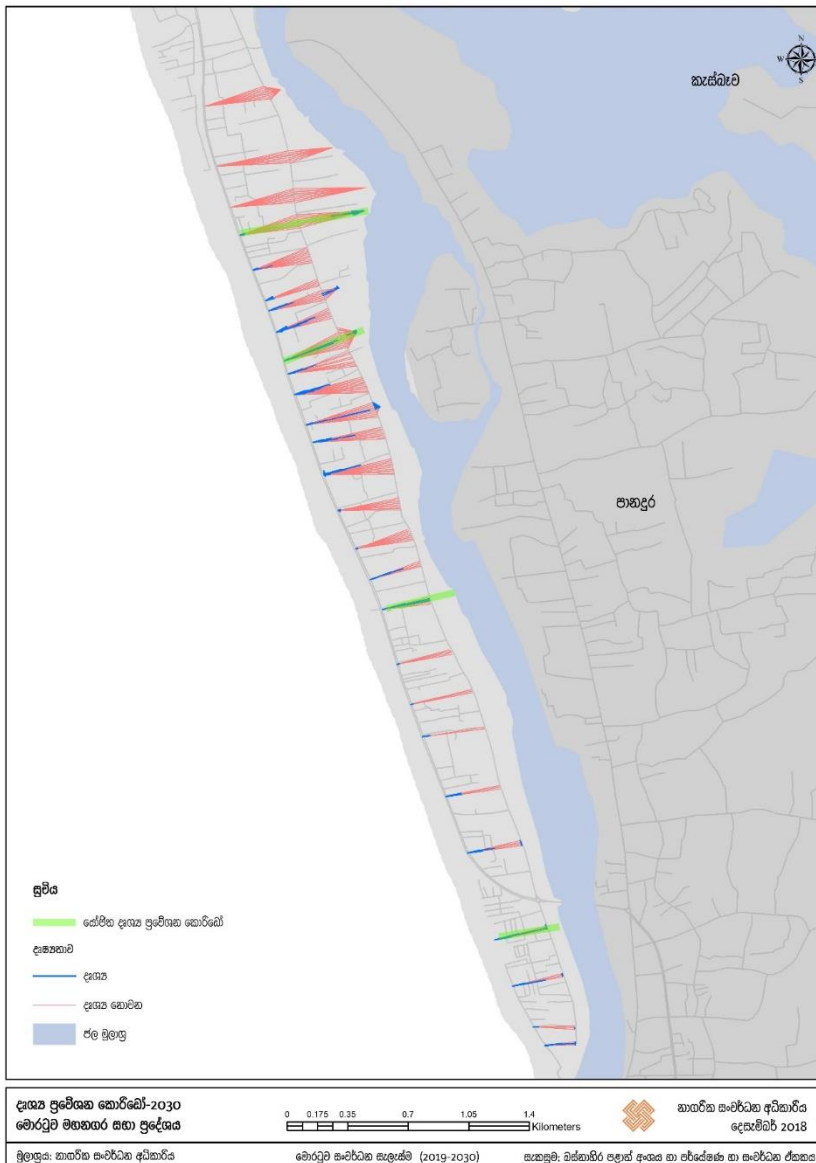 N
W
S
කැස්බෑව
පානදුර
සූචිය
යෝජිත දෘශ්‍ය ප්‍රවේශන කොරිඩෝ
දෘෂ්‍යතාව
දෘශ්‍ය
දෘශ්‍ය නොවන
ජල මූලාශ්‍ර
දෘශ්‍ය ප්‍රවේශන කොරිඩෝ-2030
මොරටුව මහනගර සභා ප්‍රදේශය
0 0.175 0.35 0.7 1.05 1.4
Kilometers
නාගරික සංවර්ධන අධිකාරිය
දෙසැම්බර් 2018
මූලාශ්‍රය: නාගරික සංවර්ධන අධිකාරිය
මොරටුව සංවර්ධන සැලැස්ම (2019-2030)
සැකසුම: බස්නාහිර පළාත් අංශය හා පර්යේෂණ හා සංවර්ධන ඒකකය